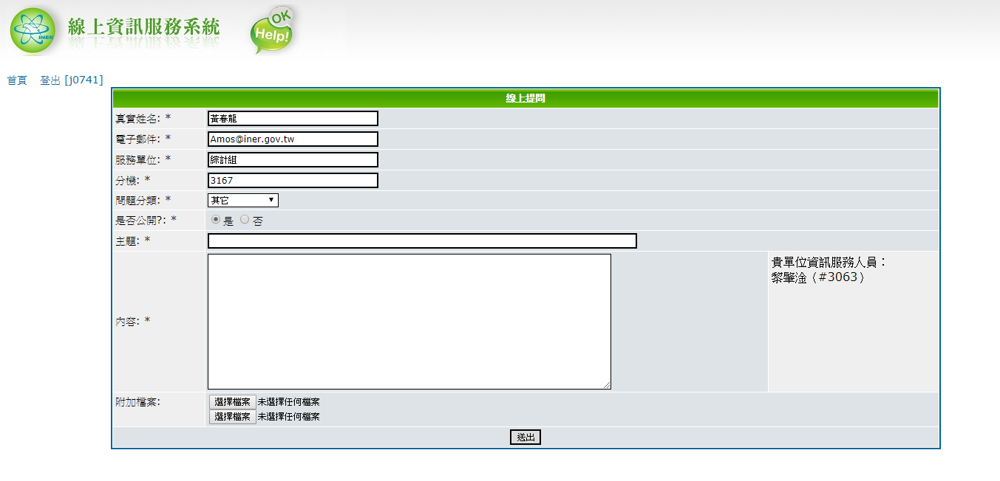 INER
線上資訊服務系統
OK
Help!
首頁 登出 [j0741]
線上提問
真實姓名: * 黃春龍
電子郵件: * Amos@iner.gov.tw
服務單位: * 綜計組
分機: * 3167
問題分類: * 其它
是否公開?: * 是 否
主題: *
內容: *
貴單位資訊服務人員：
黎肇淦（#3063）
附加檔案:
選擇檔案 未選擇任何檔案
選擇檔案 未選擇任何檔案
送出